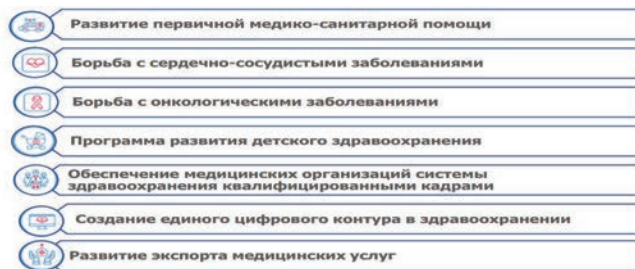 Развитие первичной медико-санитарной помощи
Борьба с сердечно-сосудистыми заболеваниями
Борьба с онкологическими заболеваниями
Программа развития детского здравоохранения
Обеспечение медицинских организаций системы
здравоохранения квалифицированными кадрами
Создание единого цифрового контура в здравоохранении
Развитие экспорта медицинских услуг